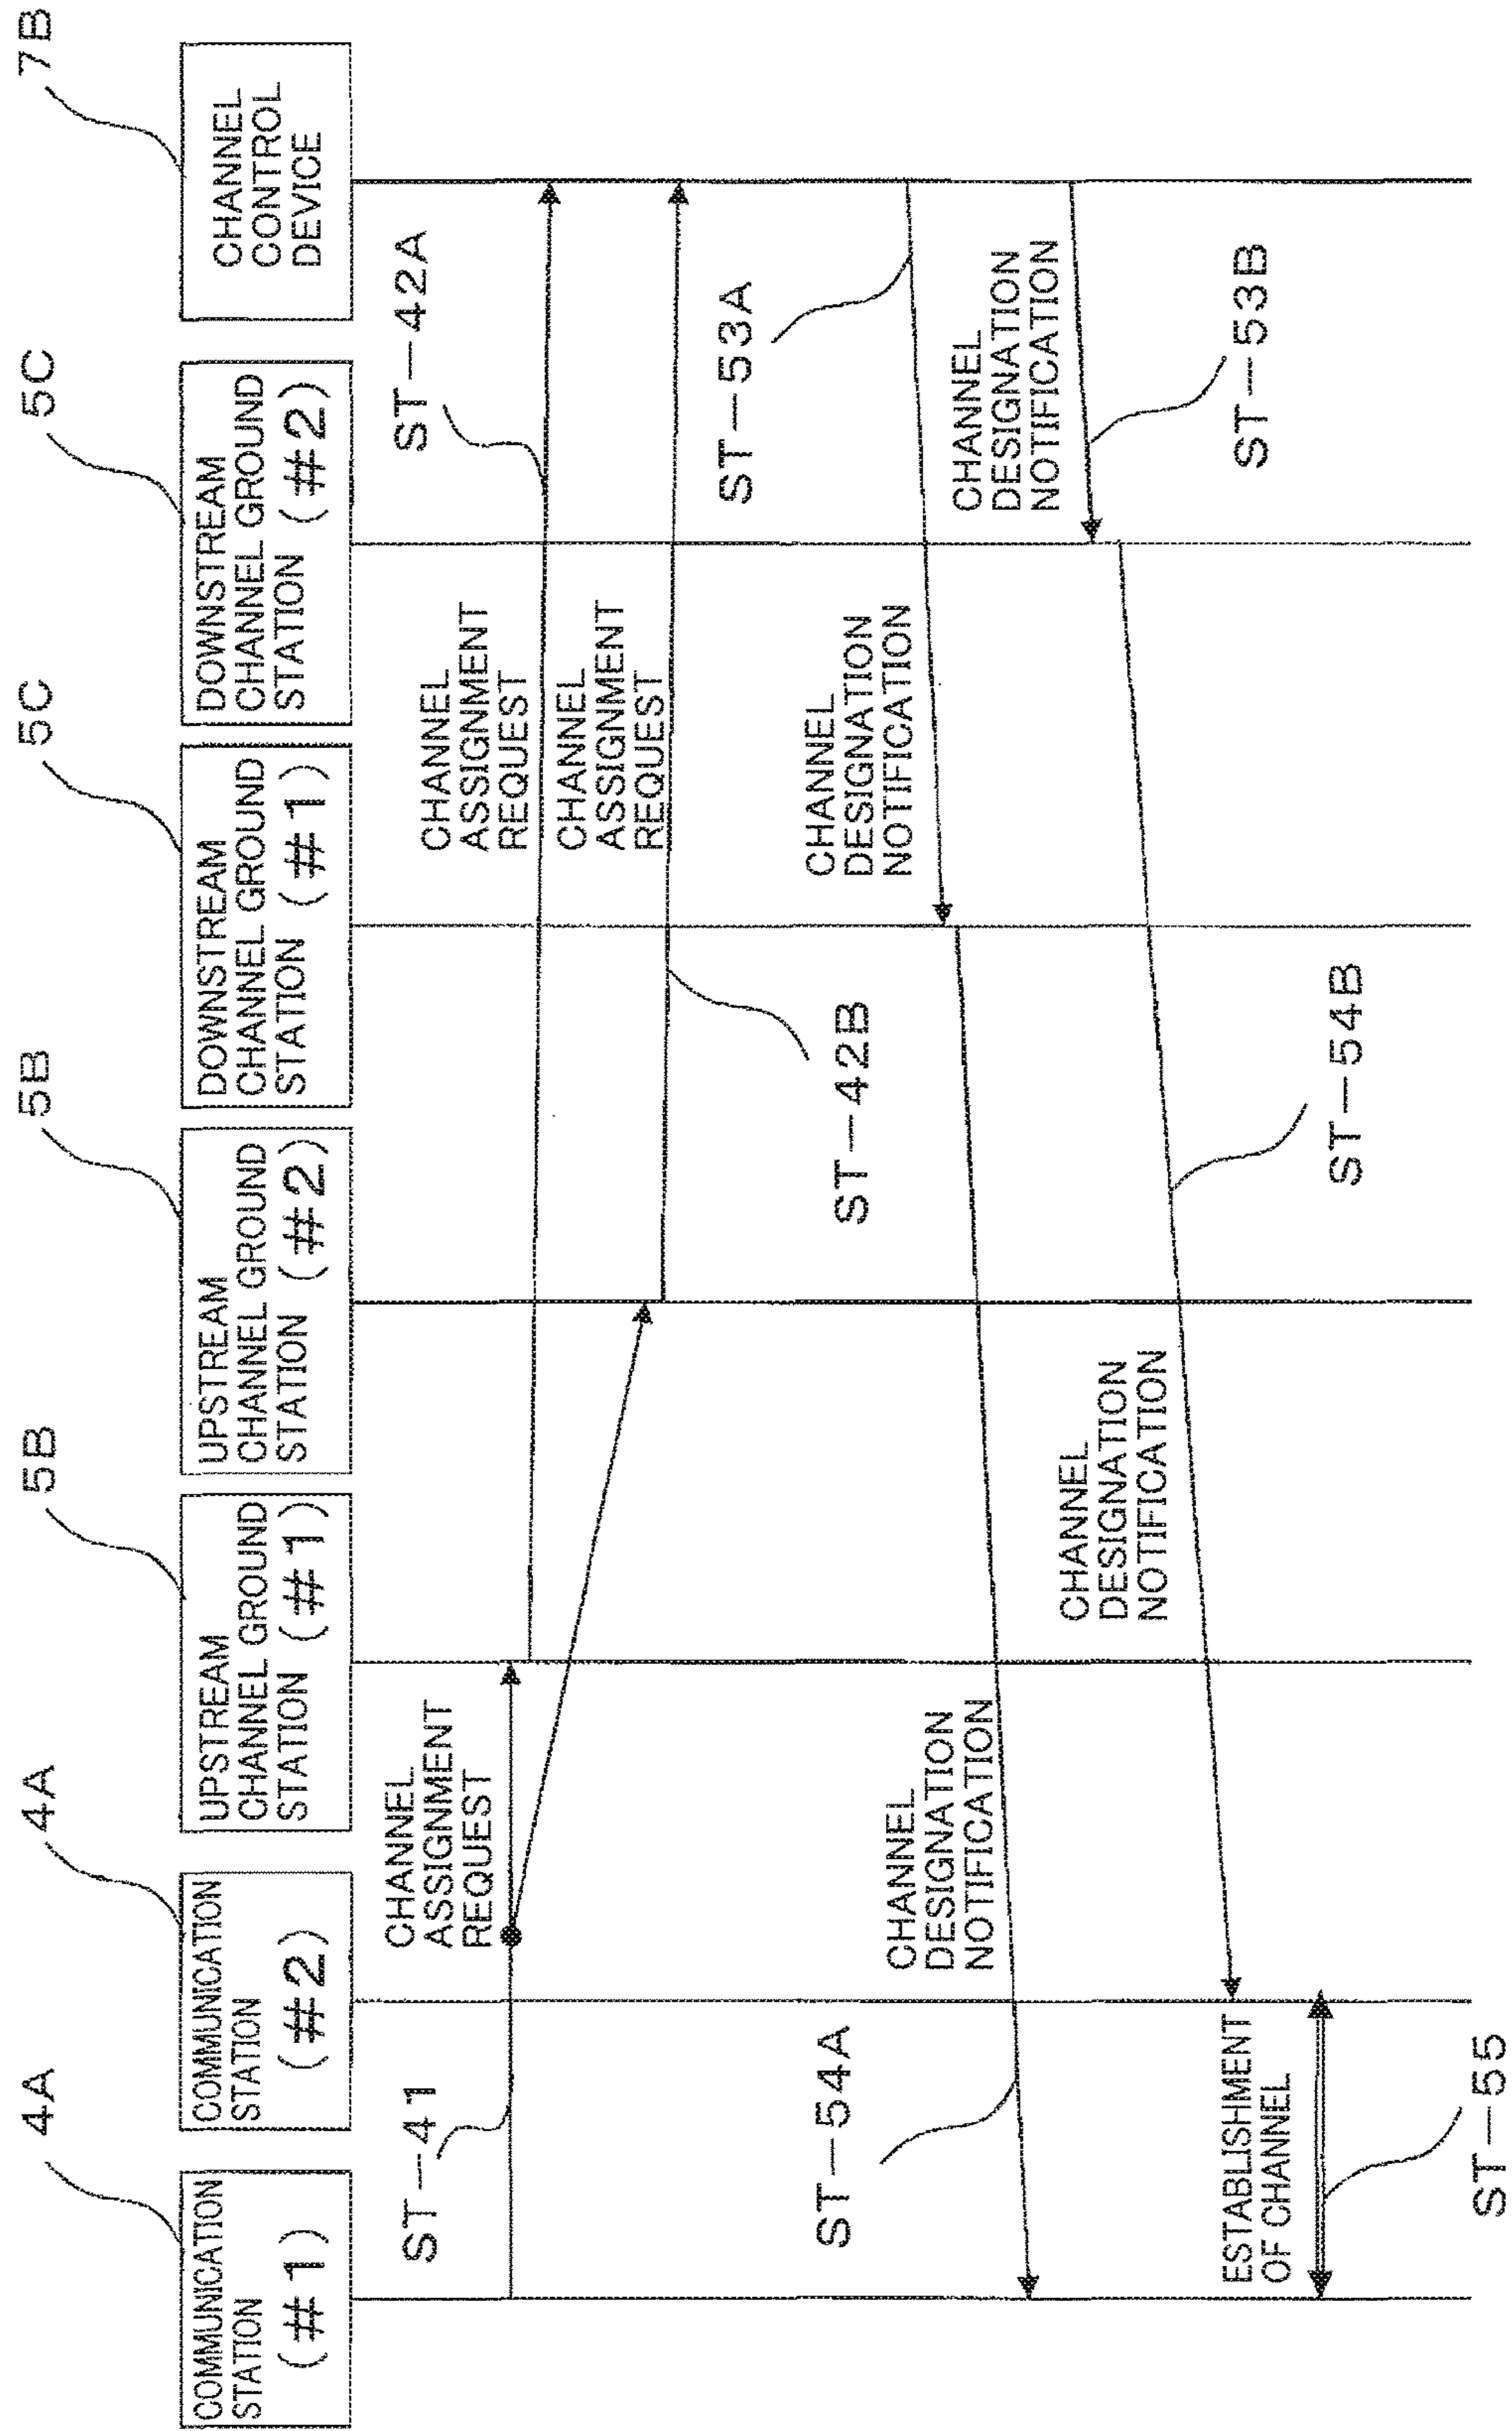 4A
4A
5B
5B
5C
5C
7B
COMMUNICATION
STATION
(#1)
COMMUNICATION
STATION
(#2)
UPSTREAM
CHANNEL GROUND
STATION (#1)
UPSTREAM
CHANNEL GROUND
STATION (#2)
DOWNSTREAM
CHANNEL GROUND
STATION (#1)
DOWNSTREAM
CHANNEL GROUND
STATION (#2)
CHANNEL
CONTROL
DEVICE
ST-41
CHANNEL
ASSIGNMENT
REQUEST
CHANNEL
ASSIGNMENT
REQUEST
ST-42A
CHANNEL
ASSIGNMENT
REQUEST
ST-42B
ST-53A
CHANNEL
DESIGNATION
NOTIFICATION
ST-54A
CHANNEL
DESIGNATION
NOTIFICATION
CHANNEL
DESIGNATION
NOTIFICATION
ST-53B
CHANNEL
DESIGNATION
NOTIFICATION
ST-54B
ESTABLISHMENT
OF CHANNEL
ST-55